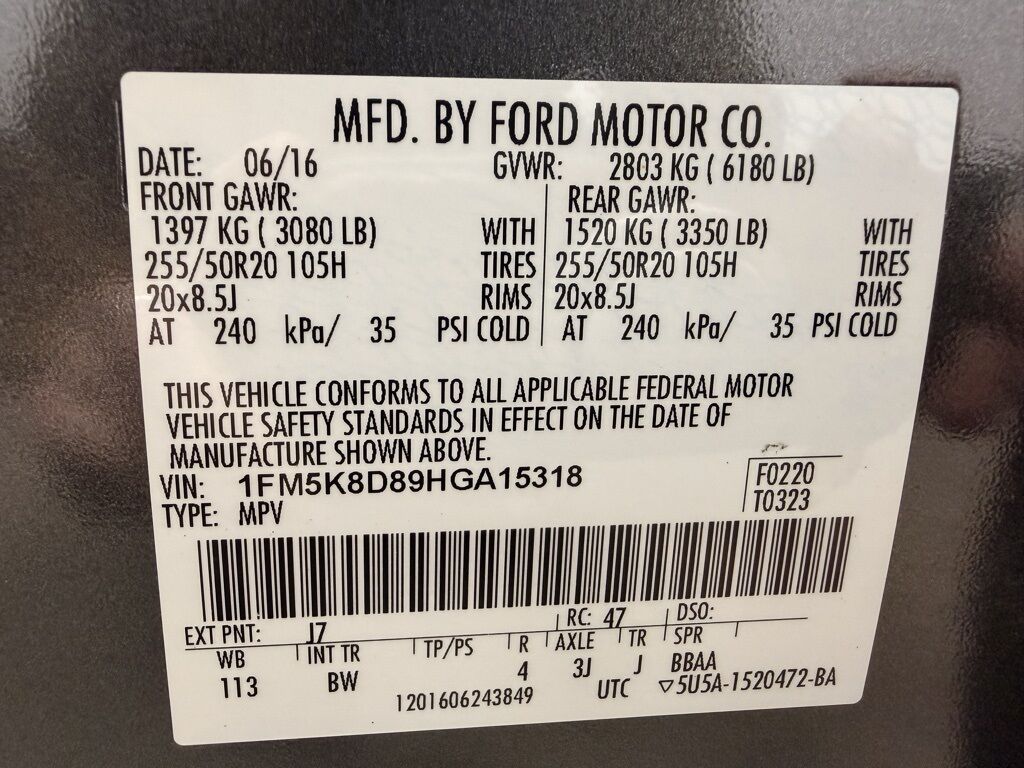 MFD. BY FORD MOTOR CO.
DATE: 06/16 GVWR: 2803 KG ( 6180 LB)
FRONT GAWR: REAR GAWR:
1397 KG ( 3080 LB) WITH 1520 KG ( 3350 LB) WITH
255/50R20 105H TIRES 255/50R20 105H TIRES
20x8.5J RIMS 20x8.5J RIMS
AT 240 kPa/ 35 PSI COLD AT 240 kPa/ 35 PSI COLD
THIS VEHICLE CONFORMS TO ALL APPLICABLE FEDERAL MOTOR
VEHICLE SAFETY STANDARDS IN EFFECT ON THE DATE OF
MANUFACTURE SHOWN ABOVE.
VIN: 1FM5K8D89HGA15318 F0220
TYPE: MPV T0323
EXT PNT: J7 RC: 47 DSO:
WB INT TR TP/PS R AXLE TR SPR
113 BW 4 3J J BBAA
1201606243849 UTC ▽5U5A-1520472-BA